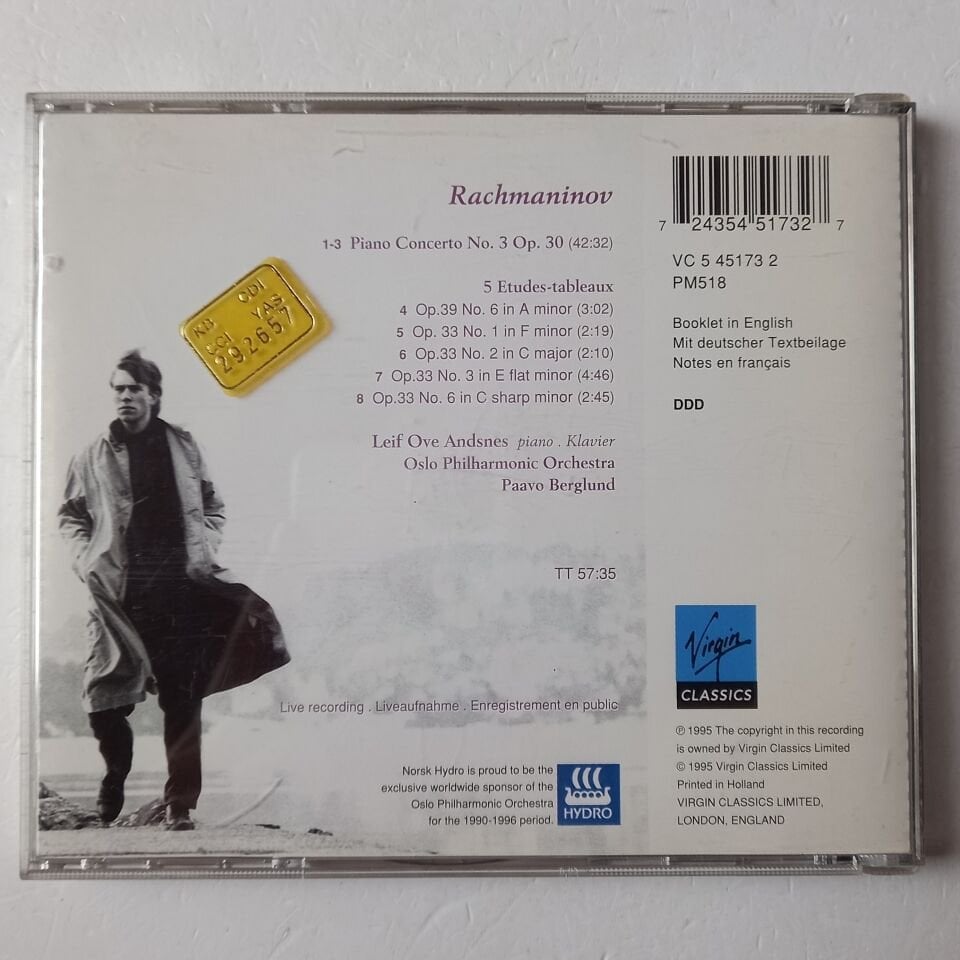 Rachmaninov
1-3 Piano Concerto No. 3 Op. 30 (42:32)
5 Etudes-tableaux
4 Op.39 No. 6 in A minor (3:02)
5 Op. 33 No. 1 in F minor (2:19)
6 Op.33 No. 2 in C major (2:10)
7 Op.33 No. 3 in E flat minor (4:46)
8 Op.33 No. 6 in C sharp minor (2:45)
Leif Ove Andsnes piano . Klavier
Oslo Philharmonic Orchestra
Paavo Berglund
TT 57:35
Live recording . Liveaufnahme . Enregistrement en public
Norsk Hydro is proud to be the
exclusive worldwide sponsor of the
Oslo Philharmonic Orchestra
for the 1990-1996 period.
HYDRO
KB CDI
CCI YAS
292657
7 24354 51732 7
VC 5 45173 2
PM518
Booklet in English
Mit deutscher Textbeilage
Notes en français
DDD
Virgin
CLASSICS
℗ 1995 The copyright in this recording
is owned by Virgin Classics Limited
© 1995 Virgin Classics Limited
Printed in Holland
VIRGIN CLASSICS LIMITED,
LONDON, ENGLAND